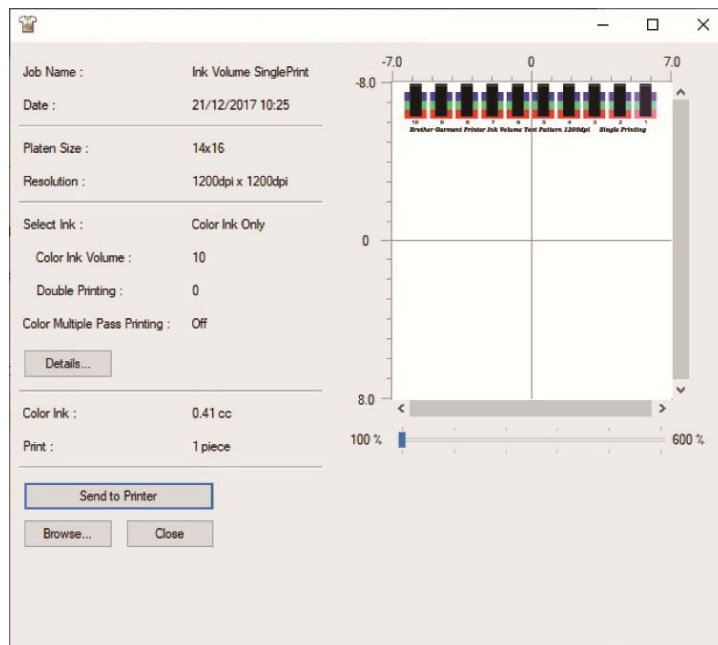 Job Name : Ink Volume SinglePrint
Date : 21/12/2017 10:25
Platen Size : 14x16
Resolution : 1200dpi x 1200dpi
Select Ink : Color Ink Only
Color Ink Volume : 10
Double Printing : 0
Color Multiple Pass Printing : Off
Details...
Color Ink : 0.41 cc
Print : 1 piece
Send to Printer
Browse... Close
-7.0 0 7.0
-8.0
10 9 8 7 6 5 4 3 2 1
Brother Garment Printer Ink Volume Test Pattern 1200dpi Single Printing
0
8.0
100 % 600 %